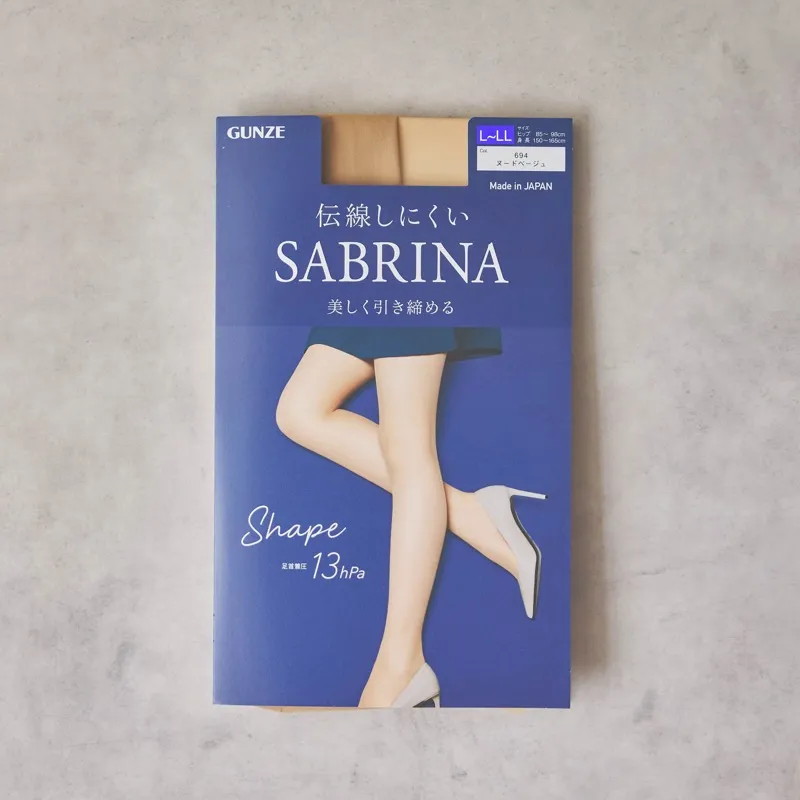 GUNZE
L~LL
サイズ
ヒップ 85～98cm
身長 150～165cm
Col.
694
ヌードベージュ
Made in JAPAN
伝線しにくい
SABRINA
美しく引き締める
Shape
足首着圧 13hPa